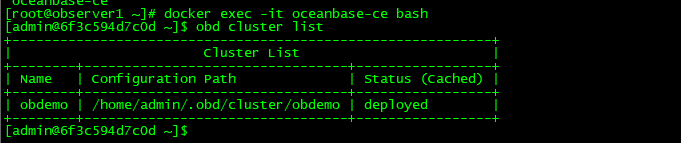 oceanbase-ce
[root@observer1 ~]# docker exec -it oceanbase-ce bash
[admin@6f3c594d7c0d ~]$ obd cluster list
+------------------------------------------------------------+
|                        Cluster List                        |
+--------+---------------------------------+-----------------+
| Name   | Configuration Path              | Status (Cached) |
+--------+---------------------------------+-----------------+
| obdemo | /home/admin/.obd/cluster/obdemo | deployed        |
+--------+---------------------------------+-----------------+
[admin@6f3c594d7c0d ~]$